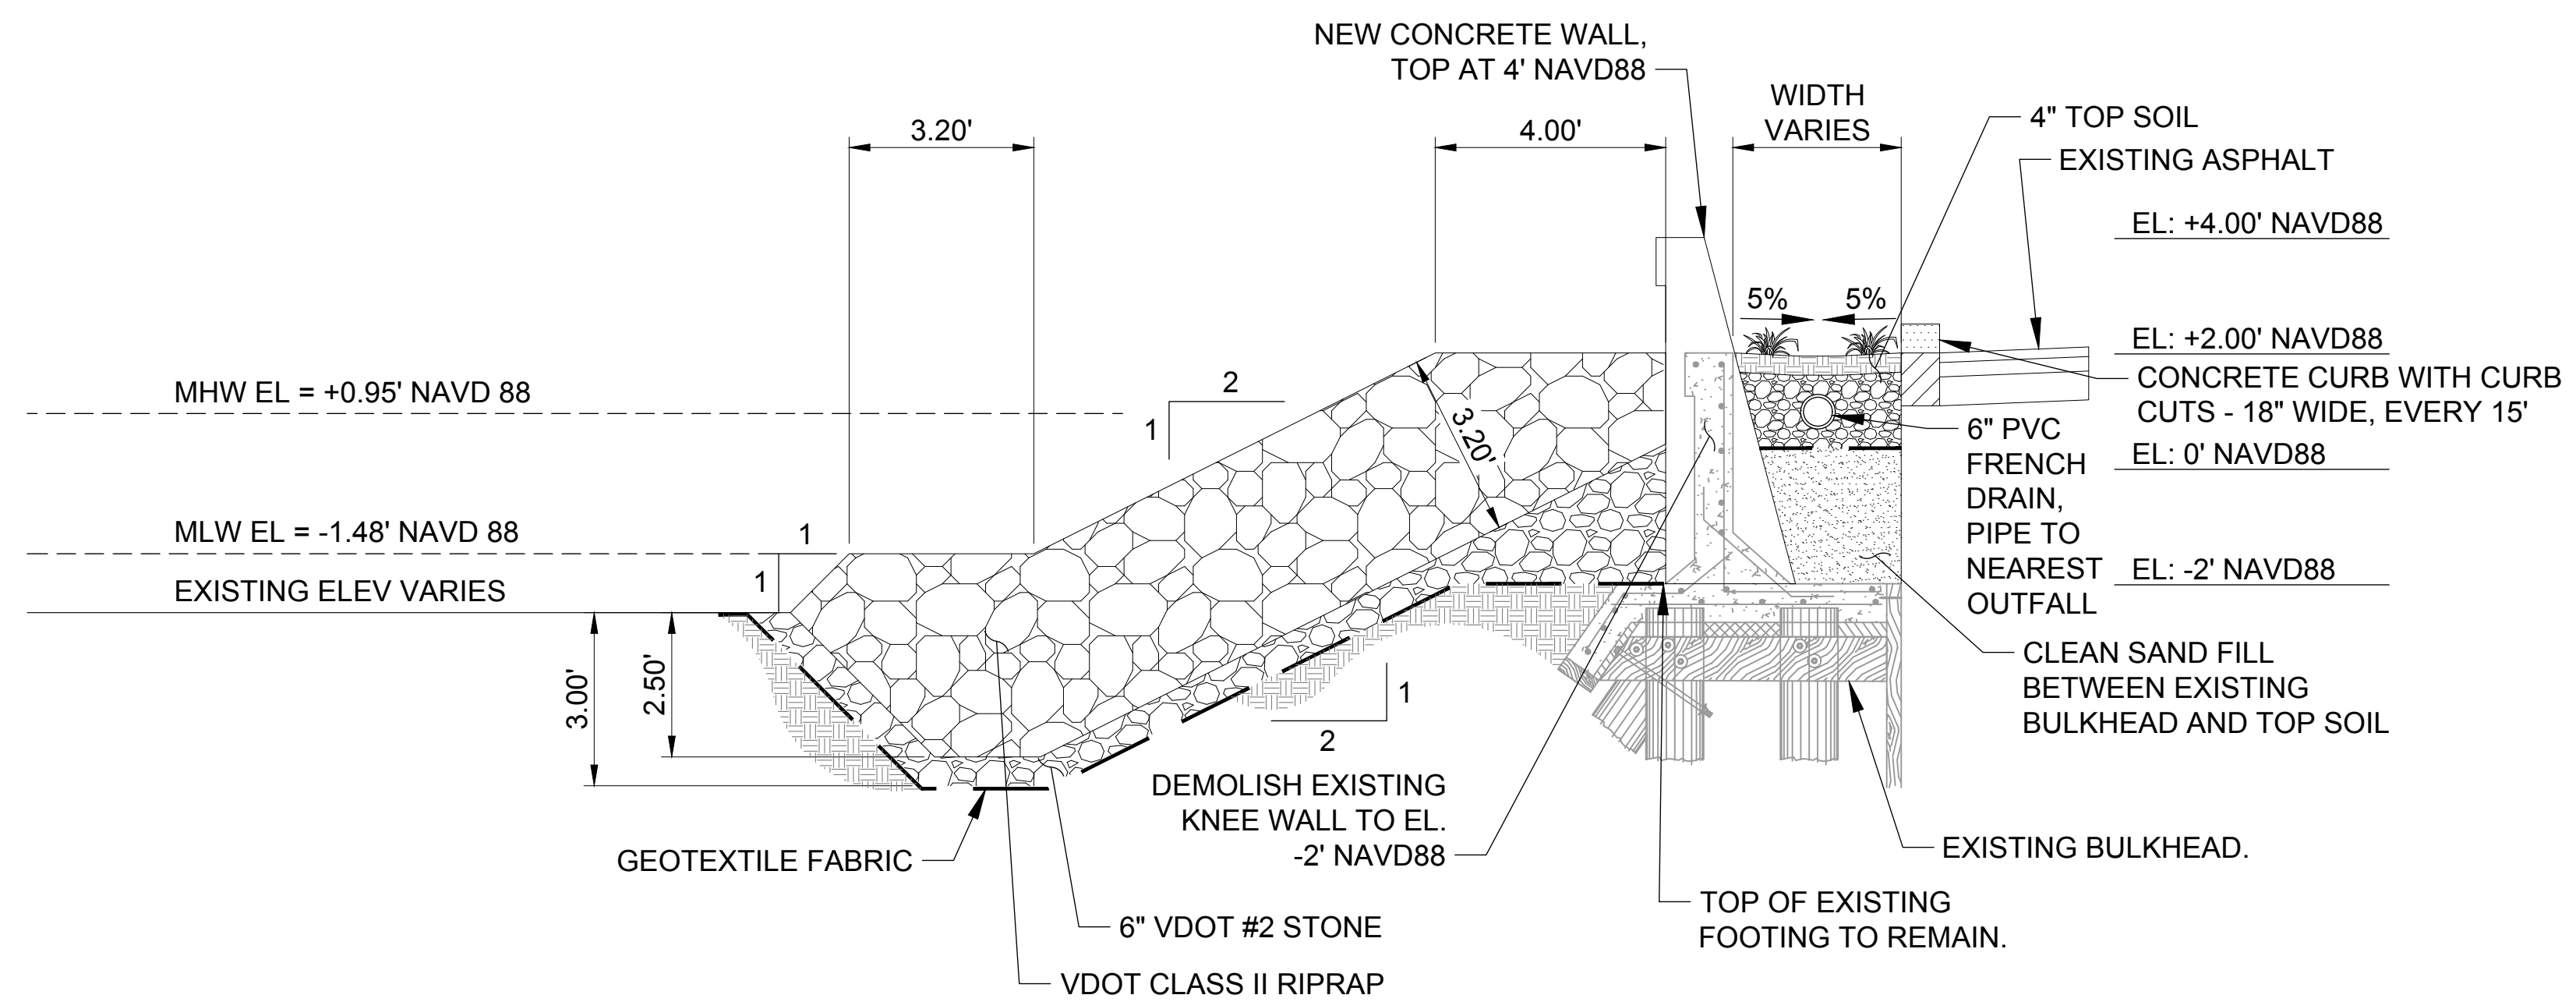 NEW CONCRETE WALL,
TOP AT 4' NAVD88
WIDTH
VARIES
3.20'
4.00'
4" TOP SOIL
EXISTING ASPHALT
EL: +4.00' NAVD88
5%
5%
EL: +2.00' NAVD88
CONCRETE CURB WITH CURB
CUTS - 18" WIDE, EVERY 15'
MHW EL = +0.95' NAVD 88
2
1
3.20'
6" PVC
FRENCH
DRAIN,
PIPE TO
NEAREST
OUTFALL
EL: 0' NAVD88
EL: -2' NAVD88
MLW EL = -1.48' NAVD 88
1
1
EXISTING ELEV VARIES
3.00'
2.50'
1
2
CLEAN SAND FILL
BETWEEN EXISTING
BULKHEAD AND TOP SOIL
DEMOLISH EXISTING
KNEE WALL TO EL.
-2' NAVD88
GEOTEXTILE FABRIC
EXISTING BULKHEAD.
6" VDOT #2 STONE
TOP OF EXISTING
FOOTING TO REMAIN.
VDOT CLASS II RIPRAP